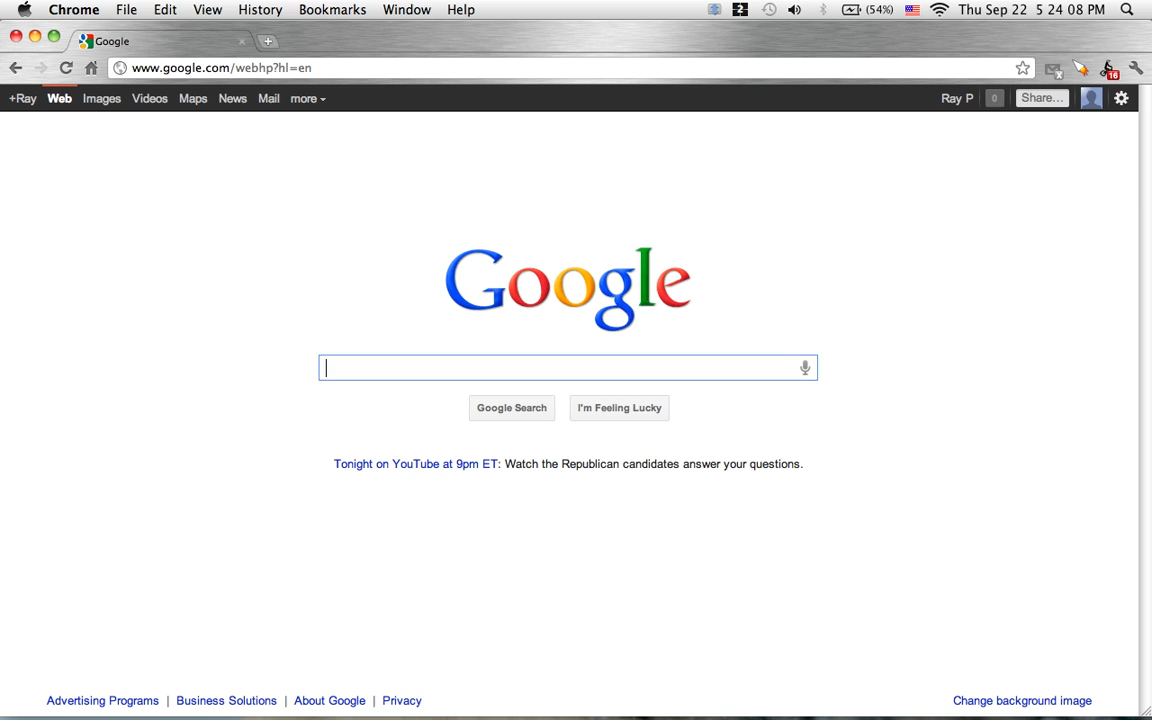 Chrome File Edit View History Bookmarks Window Help (54%) Thu Sep 22 5 24 08 PM
Google
www.google.com/webhp?hl=en
16
+Ray Web Images Videos Maps News Mail more Ray P 0 Share...
Google
Google Search I'm Feeling Lucky
Tonight on YouTube at 9pm ET: Watch the Republican candidates answer your questions.
Advertising Programs | Business Solutions | About Google | Privacy Change background image